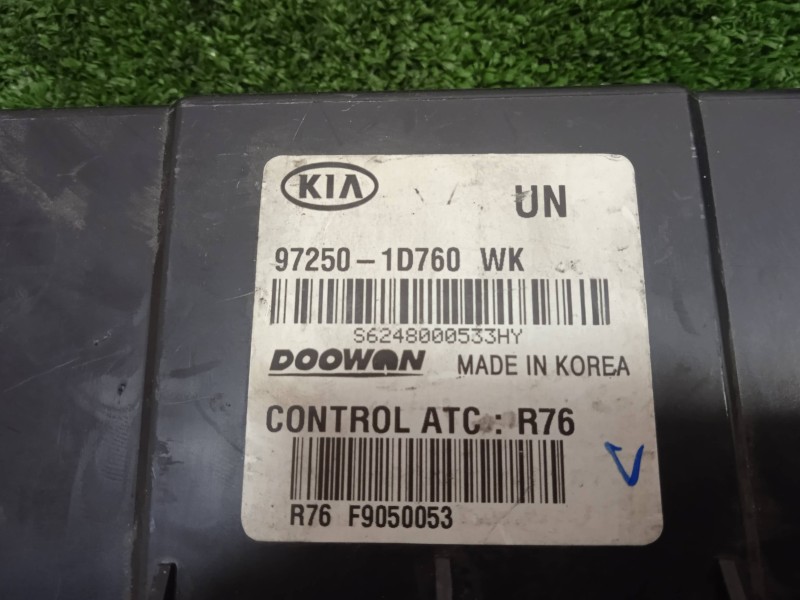 KIA
UN
97250-1D760 WK
S6248000533HY
DOOWON MADE IN KOREA
CONTROL ATC : R76
R76 F9050053
V